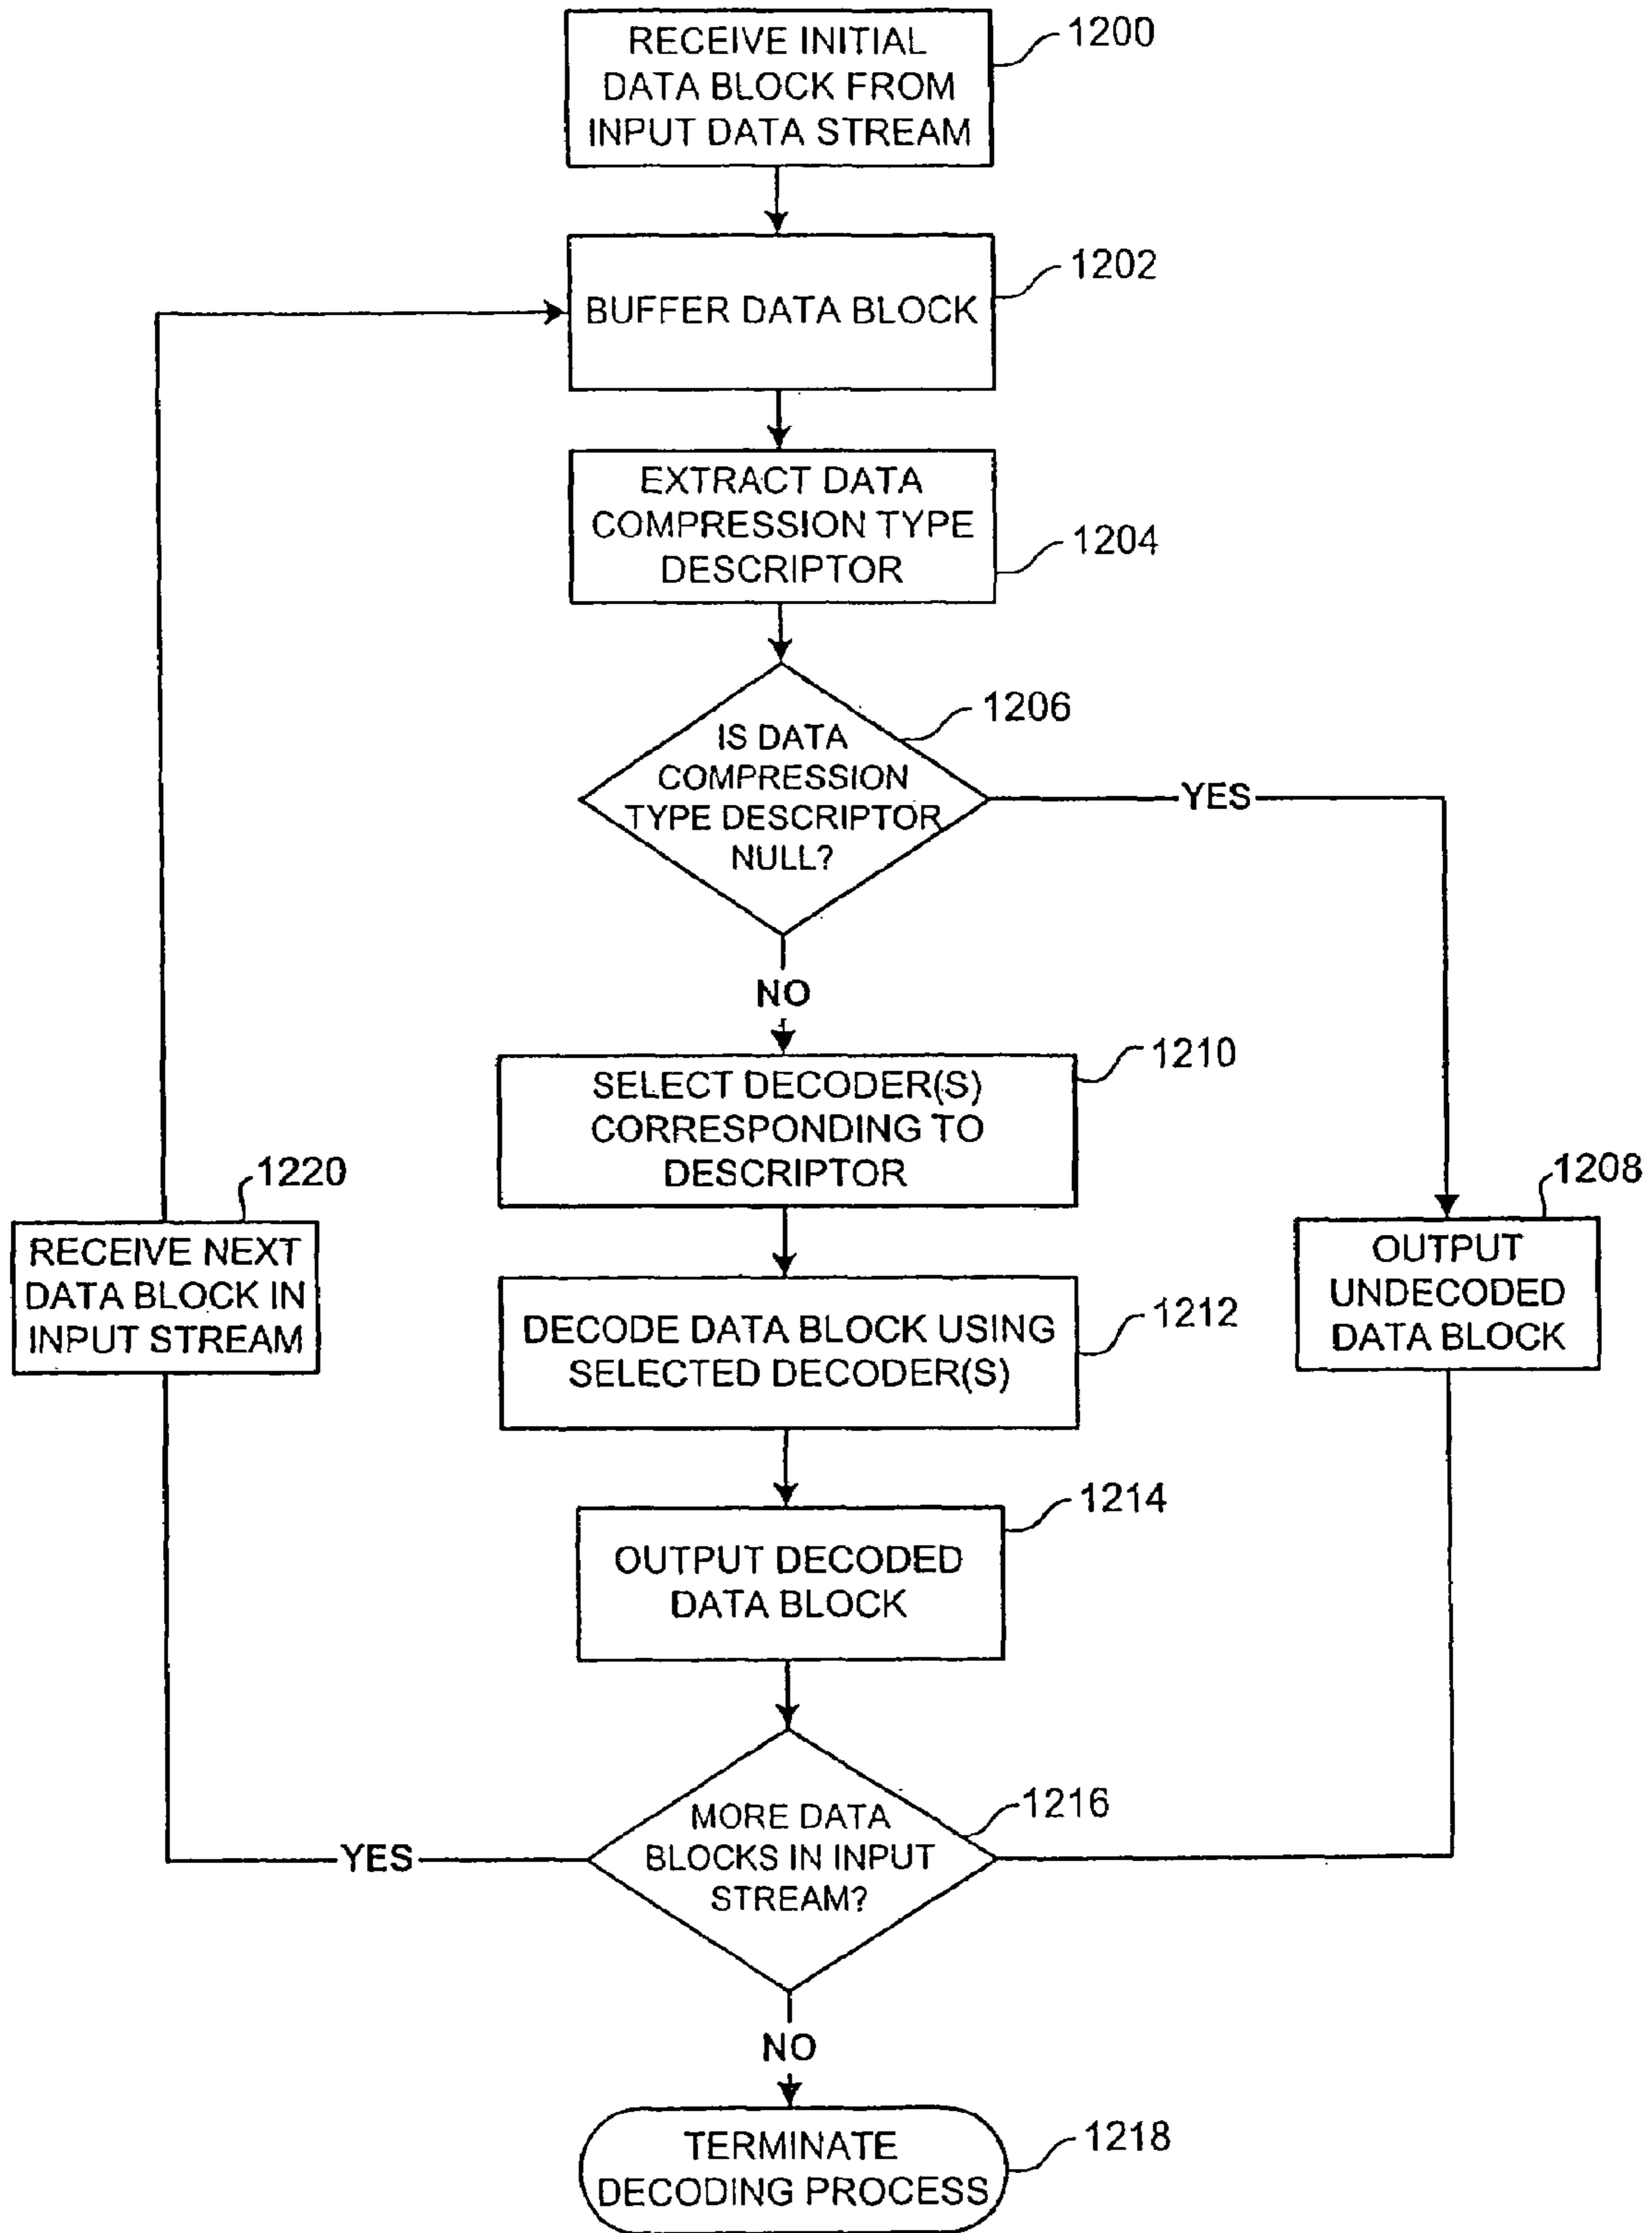 RECEIVE INITIAL
DATA BLOCK FROM
INPUT DATA STREAM
1200
BUFFER DATA BLOCK
1202
EXTRACT DATA
COMPRESSION TYPE
DESCRIPTOR
1204
IS DATA
COMPRESSION
TYPE DESCRIPTOR
NULL?
1206
YES
NO
SELECT DECODER(S)
CORRESPONDING TO
DESCRIPTOR
1210
1220
RECEIVE NEXT
DATA BLOCK IN
INPUT STREAM
1208
OUTPUT
UNDECODED
DATA BLOCK
DECODE DATA BLOCK USING
SELECTED DECODER(S)
1212
OUTPUT DECODED
DATA BLOCK
1214
MORE DATA
BLOCKS IN INPUT
STREAM?
1216
YES
NO
TERMINATE
DECODING PROCESS
1218